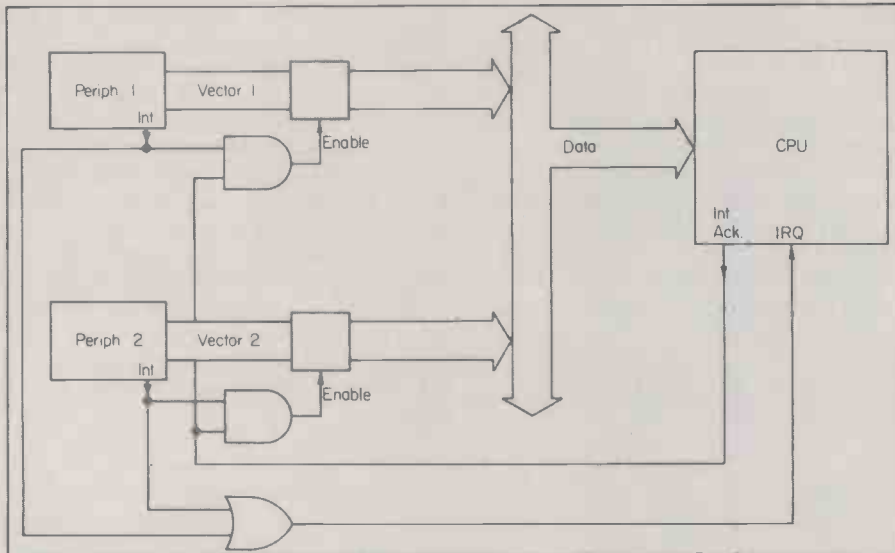 Periph 1
Vector 1
Int
Enable
Data
CPU
Int
Ack.
IRQ
Periph 2
Vector 2
Int
Enable